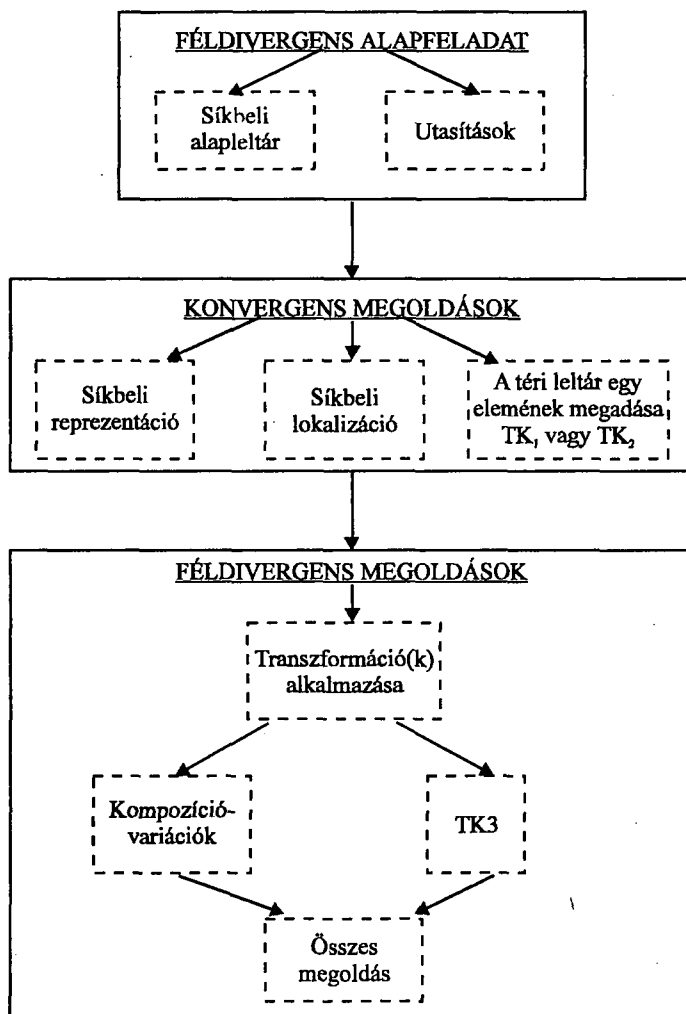 FÉLDIVERGENS ALAPFELADAT
Síkbeli
alapleltár
Utasítások
KONVERGENS MEGOLDÁSOK
Síkbeli
reprezentáció
Síkbeli
lokalizáció
A téri leltár egy
elemének megadása
TK₁ vagy TK₂
FÉLDIVERGENS MEGOLDÁSOK
Transzformáció(k)
alkalmazása
Kompozíció-
variációk
TK3
Összes
megoldás